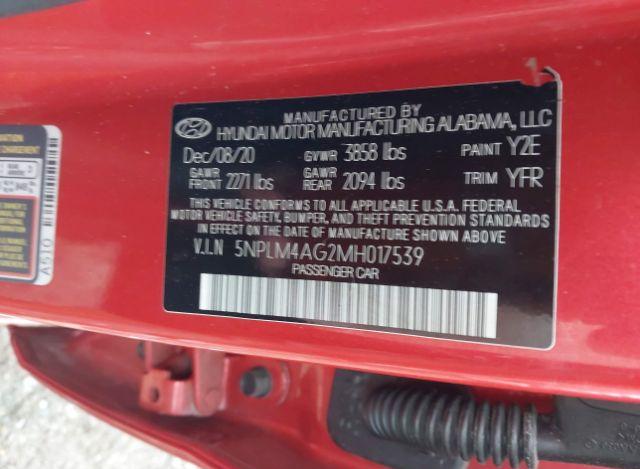 MANUFACTURED BY
HYUNDAI MOTOR MANUFACTURING ALABAMA, LLC
Dec/08/20 GVWR 3858 lbs PAINT Y2E
GAWR FRONT 2271 lbs GAWR REAR 2094 lbs TRIM YFR
THIS VEHICLE CONFORMS TO ALL APPLICABLE U.S.A. FEDERAL
MOTOR VEHICLE SAFETY, BUMPER, AND THEFT PREVENTION STANDARDS
IN EFFECT ON THE DATE OF MANUFACTURE SHOWN ABOVE
V.I.N 5NPLM4AG2MH017539
PASSENGER CAR
A510